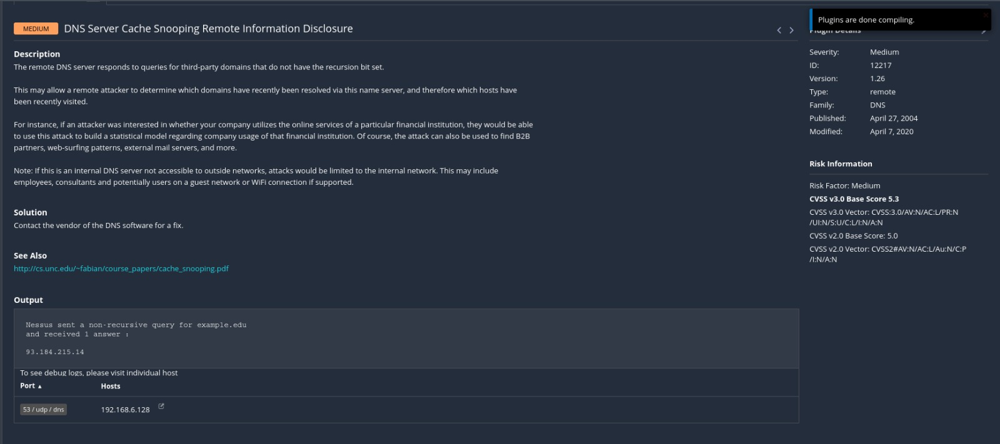 Plugins are done compiling.
MEDIUM DNS Server Cache Snooping Remote Information Disclosure
Description
The remote DNS server responds to queries for third-party domains that do not have the recursion bit set.
This may allow a remote attacker to determine which domains have recently been resolved via this name server, and therefore which hosts have
been recently visited.
For instance, if an attacker was interested in whether your company utilizes the online services of a particular financial institution, they would be able
to use this attack to build a statistical model regarding company usage of that financial institution. Of course, the attack can also be used to find B2B
partners, web-surfing patterns, external mail servers, and more.
Note: If this is an internal DNS server not accessible to outside networks, attacks would be limited to the internal network. This may include
employees, consultants and potentially users on a guest network or WiFi connection if supported.
Solution
Contact the vendor of the DNS software for a fix.
See Also
http://cs.unc.edu/~fabian/course_papers/cache_snooping.pdf
Output
Nessus sent a non-recursive query for example.edu
and received 1 answer :
93.184.215.14
To see debug logs, please visit individual host
Port ▲ Hosts
53 / udp / dns 192.168.6.128
Plugin Details
Severity: Medium
ID: 12217
Version: 1.26
Type: remote
Family: DNS
Published: April 27, 2004
Modified: April 7, 2020
Risk Information
Risk Factor: Medium
CVSS v3.0 Base Score 5.3
CVSS v3.0 Vector: CVSS:3.0/AV:N/AC:L/PR:N
/UI:N/S:U/C:L/I:N/A:N
CVSS v2.0 Base Score: 5.0
CVSS v2.0 Vector: CVSS2#AV:N/AC:L/Au:N/C:P
/I:N/A:N